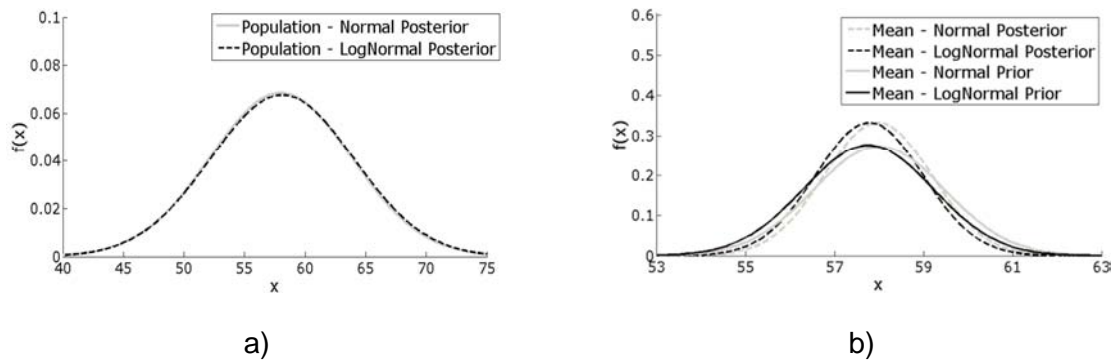 0.1
0.08
0.06
0.04
0.02
0
f(x)
40 45 50 55 60 65 70 75
x
Population - Normal Posterior
Population - LogNormal Posterior
a)
0.6
0.5
0.4
0.3
0.2
0.1
0
f(x)
53 55 57 59 61 63
x
Mean - Normal Posterior
Mean - LogNormal Posterior
Mean - Normal Prior
Mean - LogNormal Prior
b)